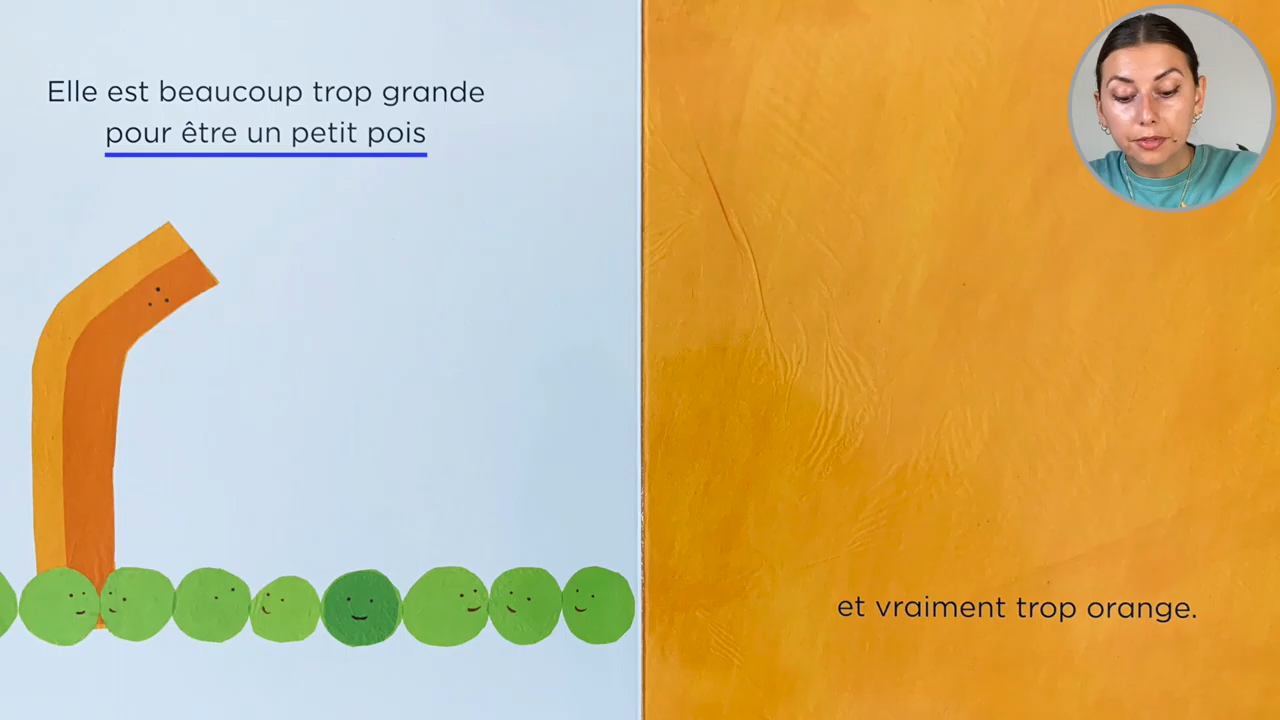 Elle est beaucoup trop grande
pour être un petit pois
et vraiment trop orange.